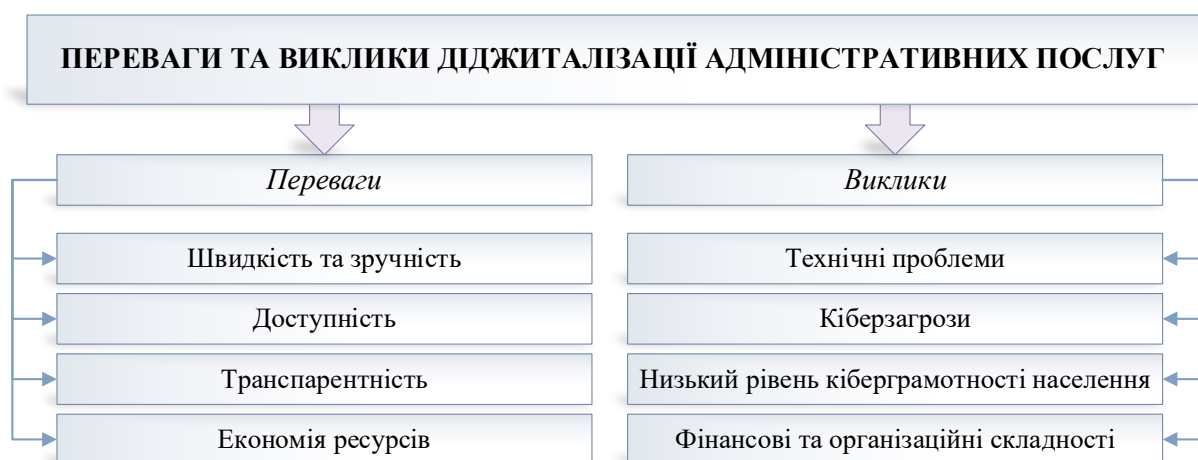 ПЕРЕВАГИ ТА ВИКЛИКИ ДІДЖИТАЛІЗАЦІЇ АДМІНІСТРАТИВНИХ ПОСЛУГ
Переваги
Швидкість та зручність
Доступність
Транспарентність
Економія ресурсів
Виклики
Технічні проблеми
Кіберзагрози
Низький рівень кіберграмотності населення
Фінансові та організаційні складності